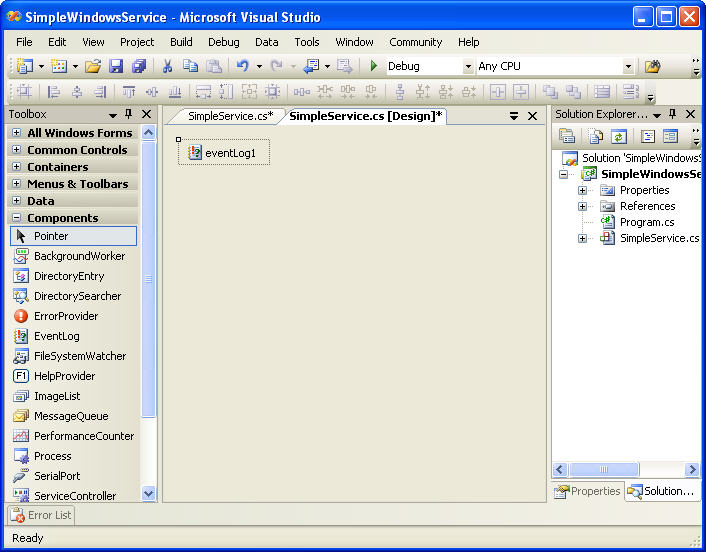 SimpleWindowsService - Microsoft Visual Studio
File Edit View Project Build Debug Data Tools Window Community Help
Debug Any CPU
Toolbox
SimpleService.cs* SimpleService.cs [Design]*
Solution Explorer...
All Windows Forms
Common Controls
Containers
Menus & Toolbars
Data
Components
Pointer
BackgroundWorker
DirectoryEntry
DirectorySearcher
ErrorProvider
EventLog
FileSystemWatcher
HelpProvider
ImageList
MessageQueue
PerformanceCounter
Process
SerialPort
ServiceController
eventLog1
Solution 'SimpleWindowsS
SimpleWindowsSe
Properties
References
Program.cs
SimpleService.cs
Properties Solution...
Error List
Ready